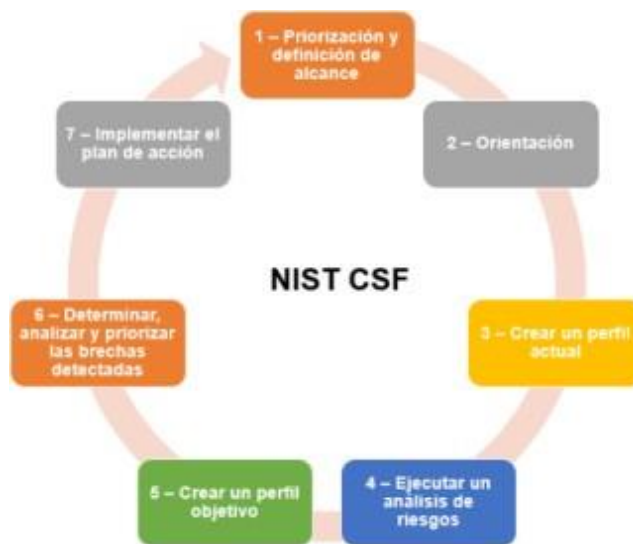 1 – Priorización y
definición de
alcance
2 – Orientación
3 – Crear un perfil
actual
4 – Ejecutar un
análisis de
riesgos
5 – Crear un perfil
objetivo
6 – Determinar,
analizar y priorizar
las brechas
detectadas
7 – Implementar el
plan de acción
NIST CSF